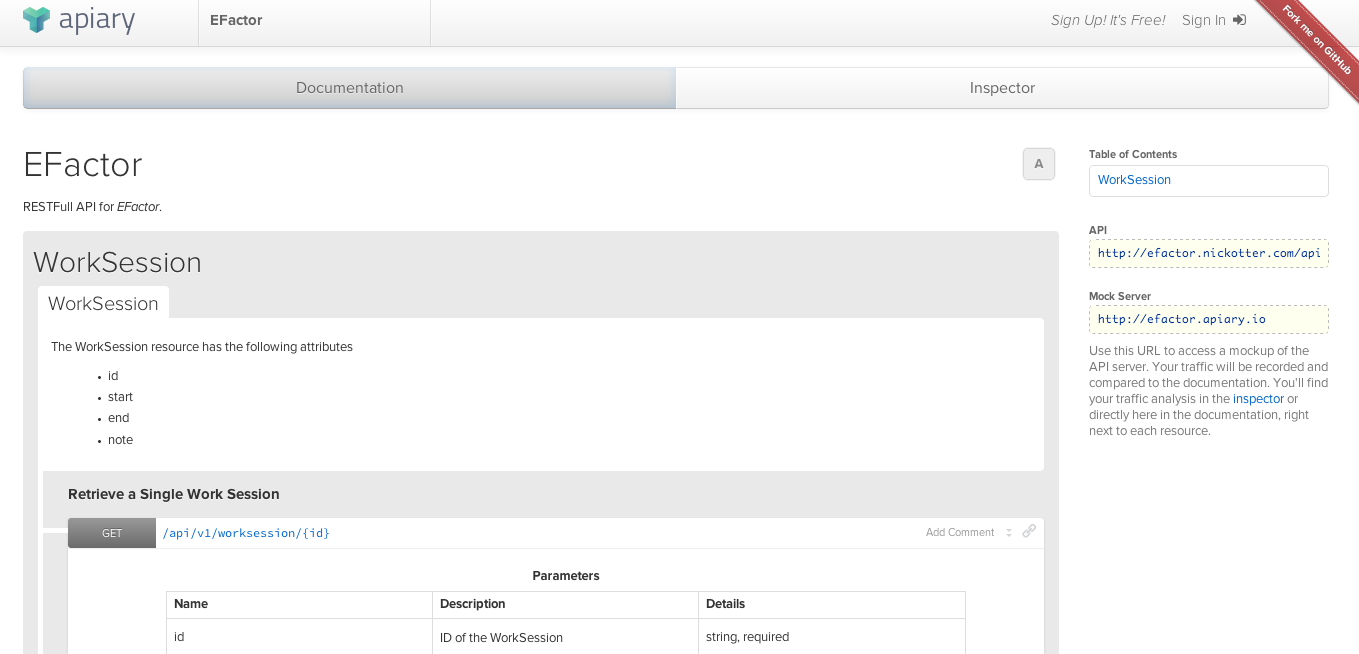 apiary
EFactor
Sign Up! It's Free!
Sign In
Fork me on GitHub
Documentation
Inspector
EFactor
A
RESTFull API for EFactor.
WorkSession
WorkSession
The WorkSession resource has the following attributes
• id
• start
• end
• note
Retrieve a Single Work Session
GET
/api/v1/worksession/{id}
Add Comment
Parameters
Name Description Details
id ID of the WorkSession string, required
Table of Contents
WorkSession
API
http://efactor.nickotter.com/api
Mock Server
http://efactor.apiary.io
Use this URL to access a mockup of the
API server. Your traffic will be recorded and
compared to the documentation. You'll find
your traffic analysis in the inspector or
directly here in the documentation, right
next to each resource.